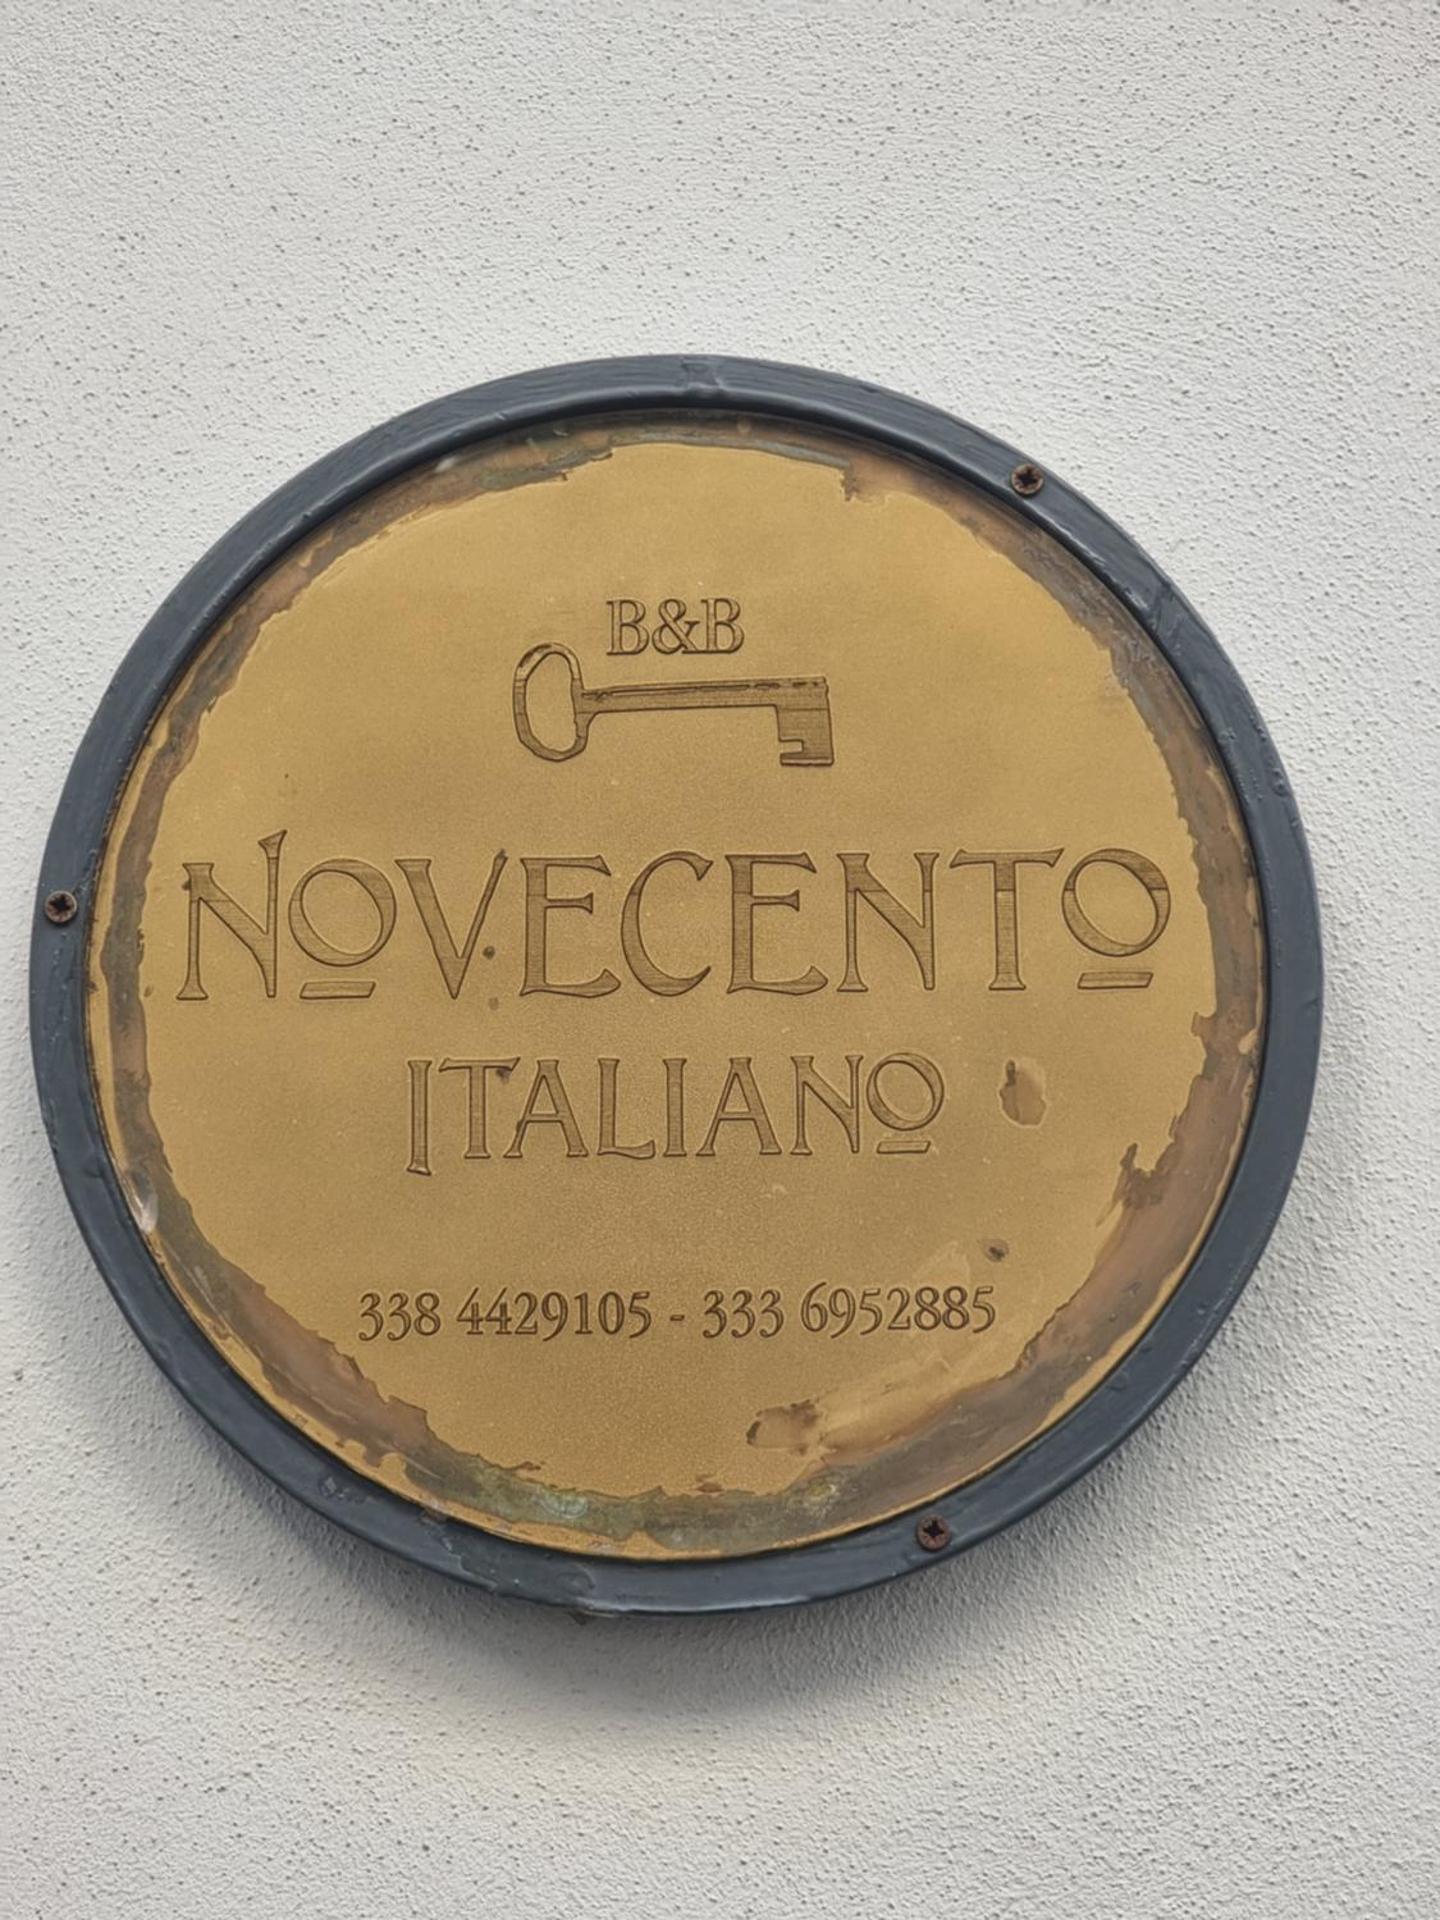 B&B
NOVECENTO
ITALIANO
338 4429105 - 333 6952885